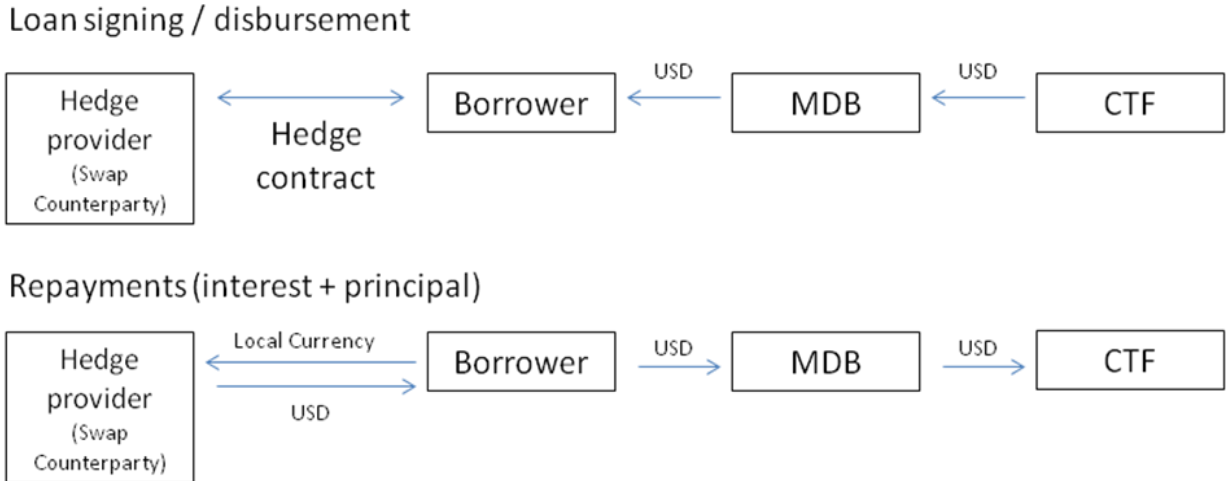 Loan signing / disbursement
Hedge
provider
(Swap
Counterparty)
Hedge
contract
Borrower
USD
MDB
USD
CTF
Repayments (interest + principal)
Hedge
provider
(Swap
Counterparty)
Local Currency
USD
Borrower
USD
MDB
USD
CTF